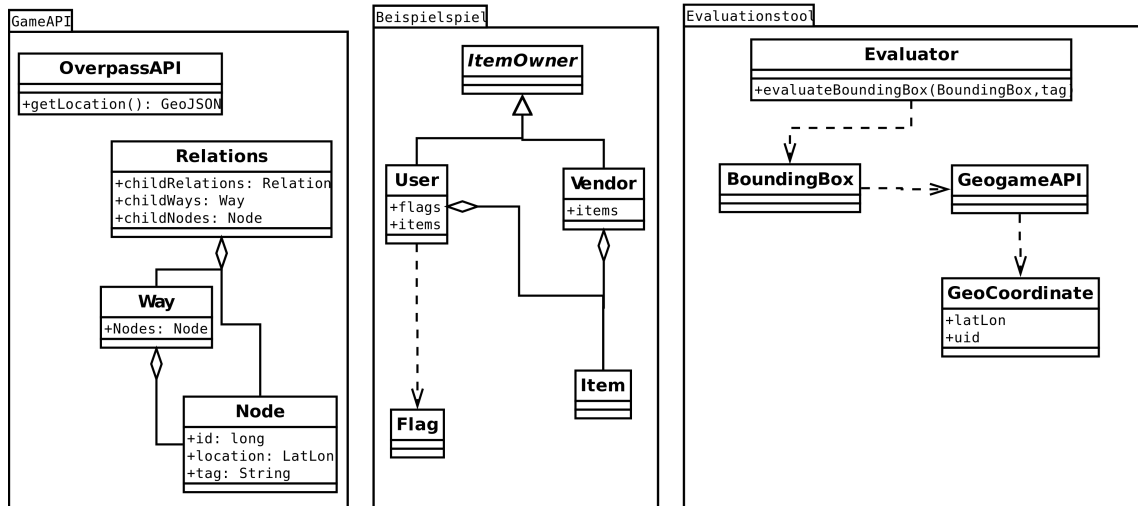 GameAPI
OverpassAPI
+getLocation(): GeoJSON
Relations
+childRelations: Relation
+childWays: Way
+childNodes: Node
Way
+Nodes: Node
Node
+id: long
+location: LatLon
+tag: String
Beispielspiel
ItemOwner
User
+flags
+items
Vendor
+items
Item
Flag
Evaluationstool
Evaluator
+evaluateBoundingBox(BoundingBox,tag
BoundingBox
GeogameAPI
GeoCoordinate
+latLon
+uid